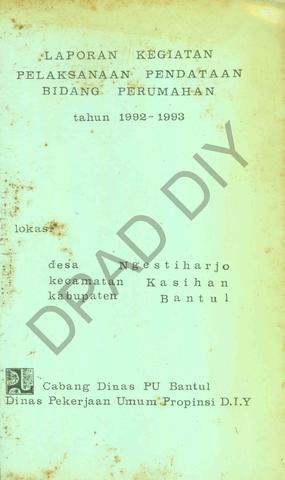 LAPORAN KEGIATAN
PELAKSANAAN PENDATAAN
BIDANG PERUMAHAN
tahun 1992-1993
lokasi
desa Ngestiharjo
kecamatan Kasihan
kabupaten Bantul
DPAD DIY
PU Cabang Dinas PU Bantul
Dinas Pekerjaan Umum Propinsi D.I.Y